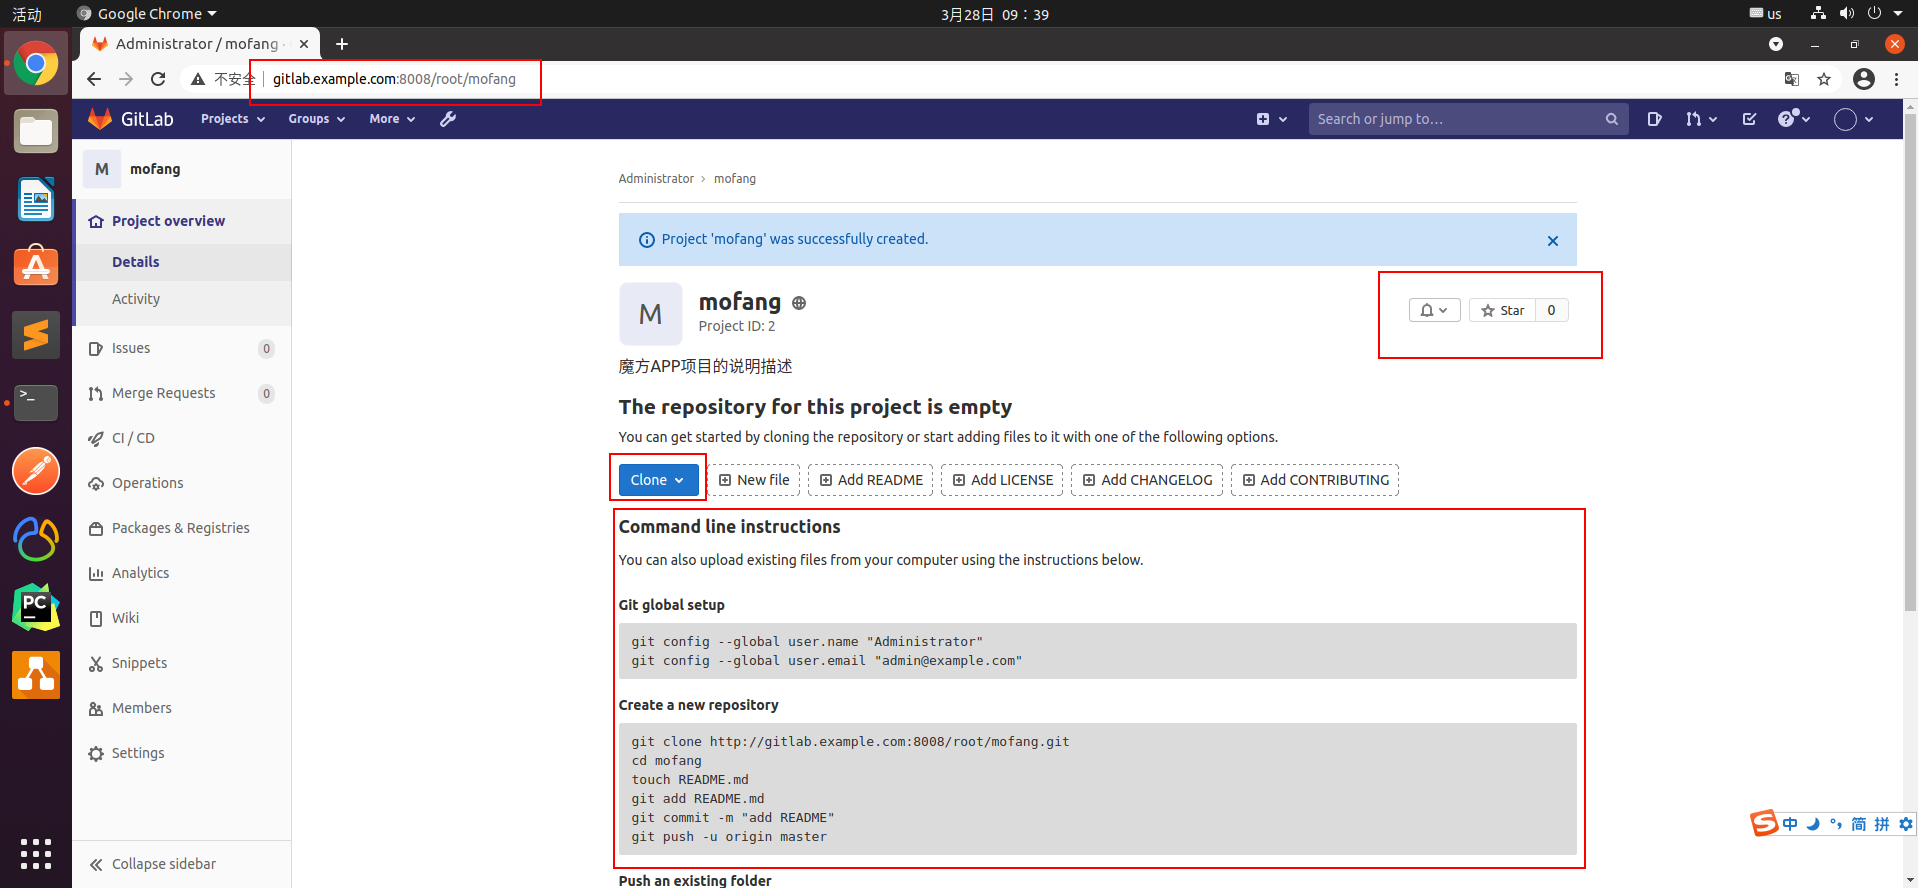 活动
Google Chrome
3月28日 09：39
us
Administrator / mofang ·
不安全
gitlab.example.com:8008/root/mofang
GitLab
Projects
Groups
More
Search or jump to…
M
mofang
Project overview
Details
Activity
Issues
0
Merge Requests
0
CI / CD
Operations
Packages & Registries
Analytics
Wiki
Snippets
Members
Settings
Collapse sidebar
Administrator › mofang
Project 'mofang' was successfully created.
M
mofang
Project ID: 2
Star
0
魔方APP项目的说明描述
The repository for this project is empty
You can get started by cloning the repository or start adding files to it with one of the following options.
Clone
New file
Add README
Add LICENSE
Add CHANGELOG
Add CONTRIBUTING
Command line instructions
You can also upload existing files from your computer using the instructions below.
Git global setup
git config --global user.name "Administrator"
git config --global user.email "admin@example.com"
Create a new repository
git clone http://gitlab.example.com:8008/root/mofang.git
cd mofang
touch README.md
git add README.md
git commit -m "add README"
git push -u origin master
Push an existing folder
>_
PC
S
中
简
拼